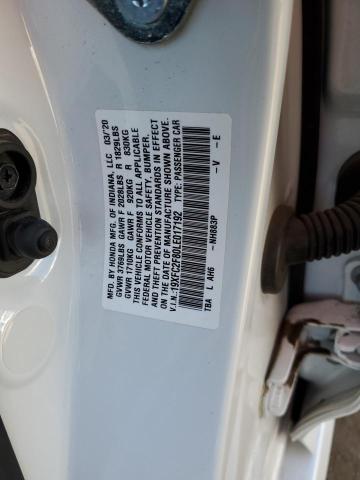 MFD. BY HONDA MFG. OF INDIANA, LLC 03/'20
GVWR 3769LBS GAWR F 2028LBS R 1829LBS
GVWR 1710KG GAWR F 920KG R 830KG
THIS VEHICLE CONFORMS TO ALL APPLICABLE
FEDERAL MOTOR VEHICLE SAFETY, BUMPER,
AND THEFT PREVENTION STANDARDS IN EFFECT
ON THE DATE OF MANUFACTURE SHOWN ABOVE.
V.I.N.: 19XFC2F80LE017192 TYPE: PASSENGER CAR
TBA L AH6 -NH883P -V -E